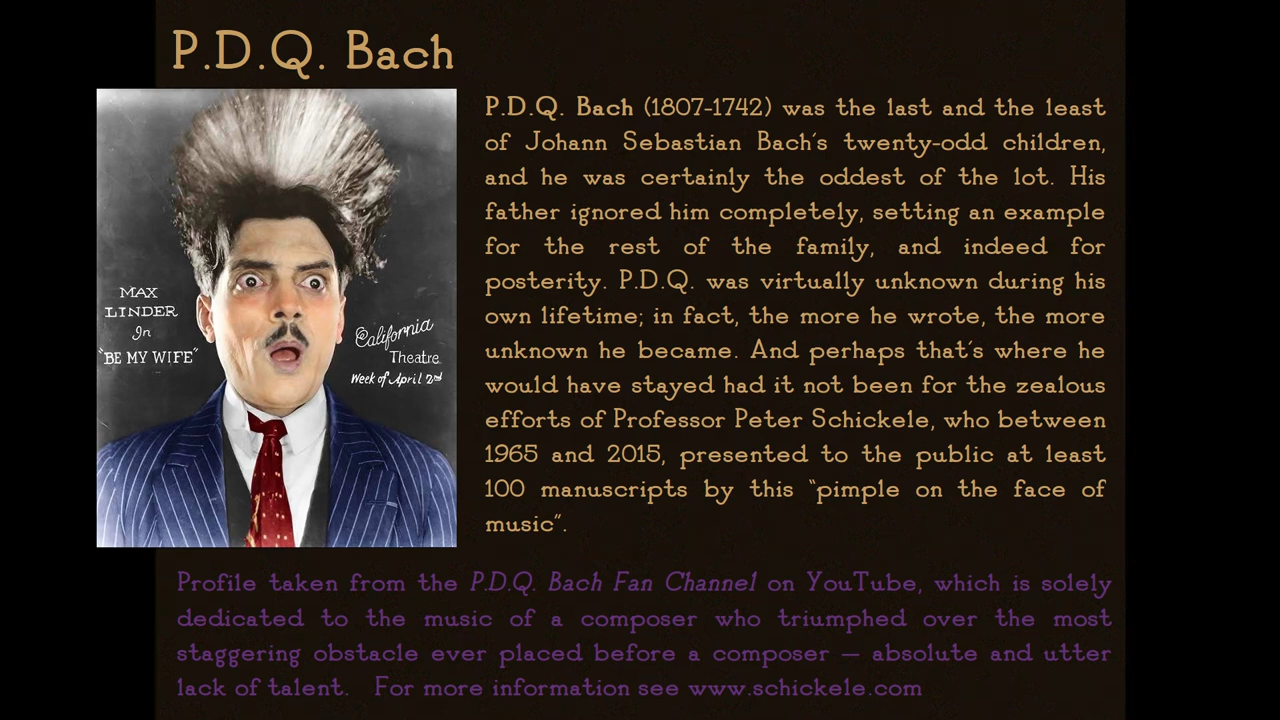 P.D.Q. Bach
MAX
LINDER
In
"BE MY WIFE"
California
Theatre
Week of April 2nd
P.D.Q. Bach (1807-1742) was the last and the least
of Johann Sebastian Bach's twenty-odd children,
and he was certainly the oddest of the lot. His
father ignored him completely, setting an example
for the rest of the family, and indeed for
posterity. P.D.Q. was virtually unknown during his
own lifetime; in fact, the more he wrote, the more
unknown he became. And perhaps that's where he
would have stayed had it not been for the zealous
efforts of Professor Peter Schickele, who between
1965 and 2015, presented to the public at least
100 manuscripts by this "pimple on the face of
music".
Profile taken from the P.D.Q. Bach Fan Channel on YouTube, which is solely
dedicated to the music of a composer who triumphed over the most
staggering obstacle ever placed before a composer — absolute and utter
lack of talent. For more information see www.schickele.com